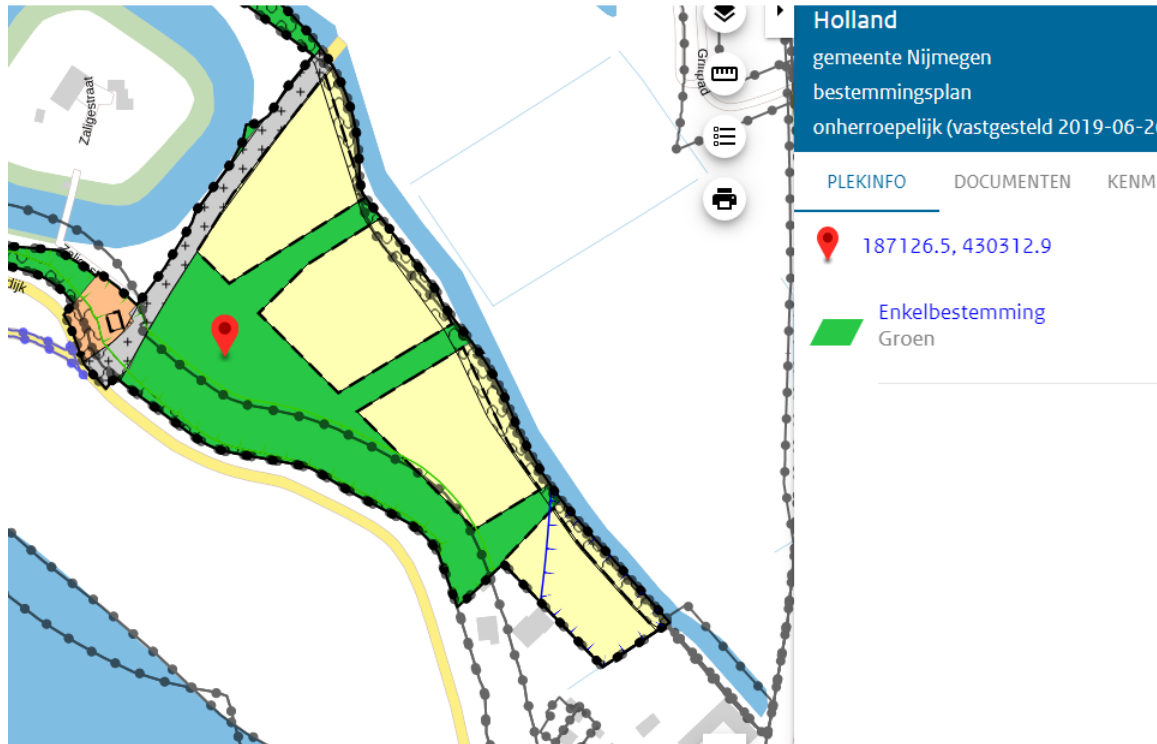 Holland
gemeente Nijmegen
bestemmingsplan
onherroepelijk (vastgesteld 2019-06-2
PLEKINFO DOCUMENTEN KENM
187126.5, 430312.9
Enkelbestemming
Groen
Zaligestraat
dijk